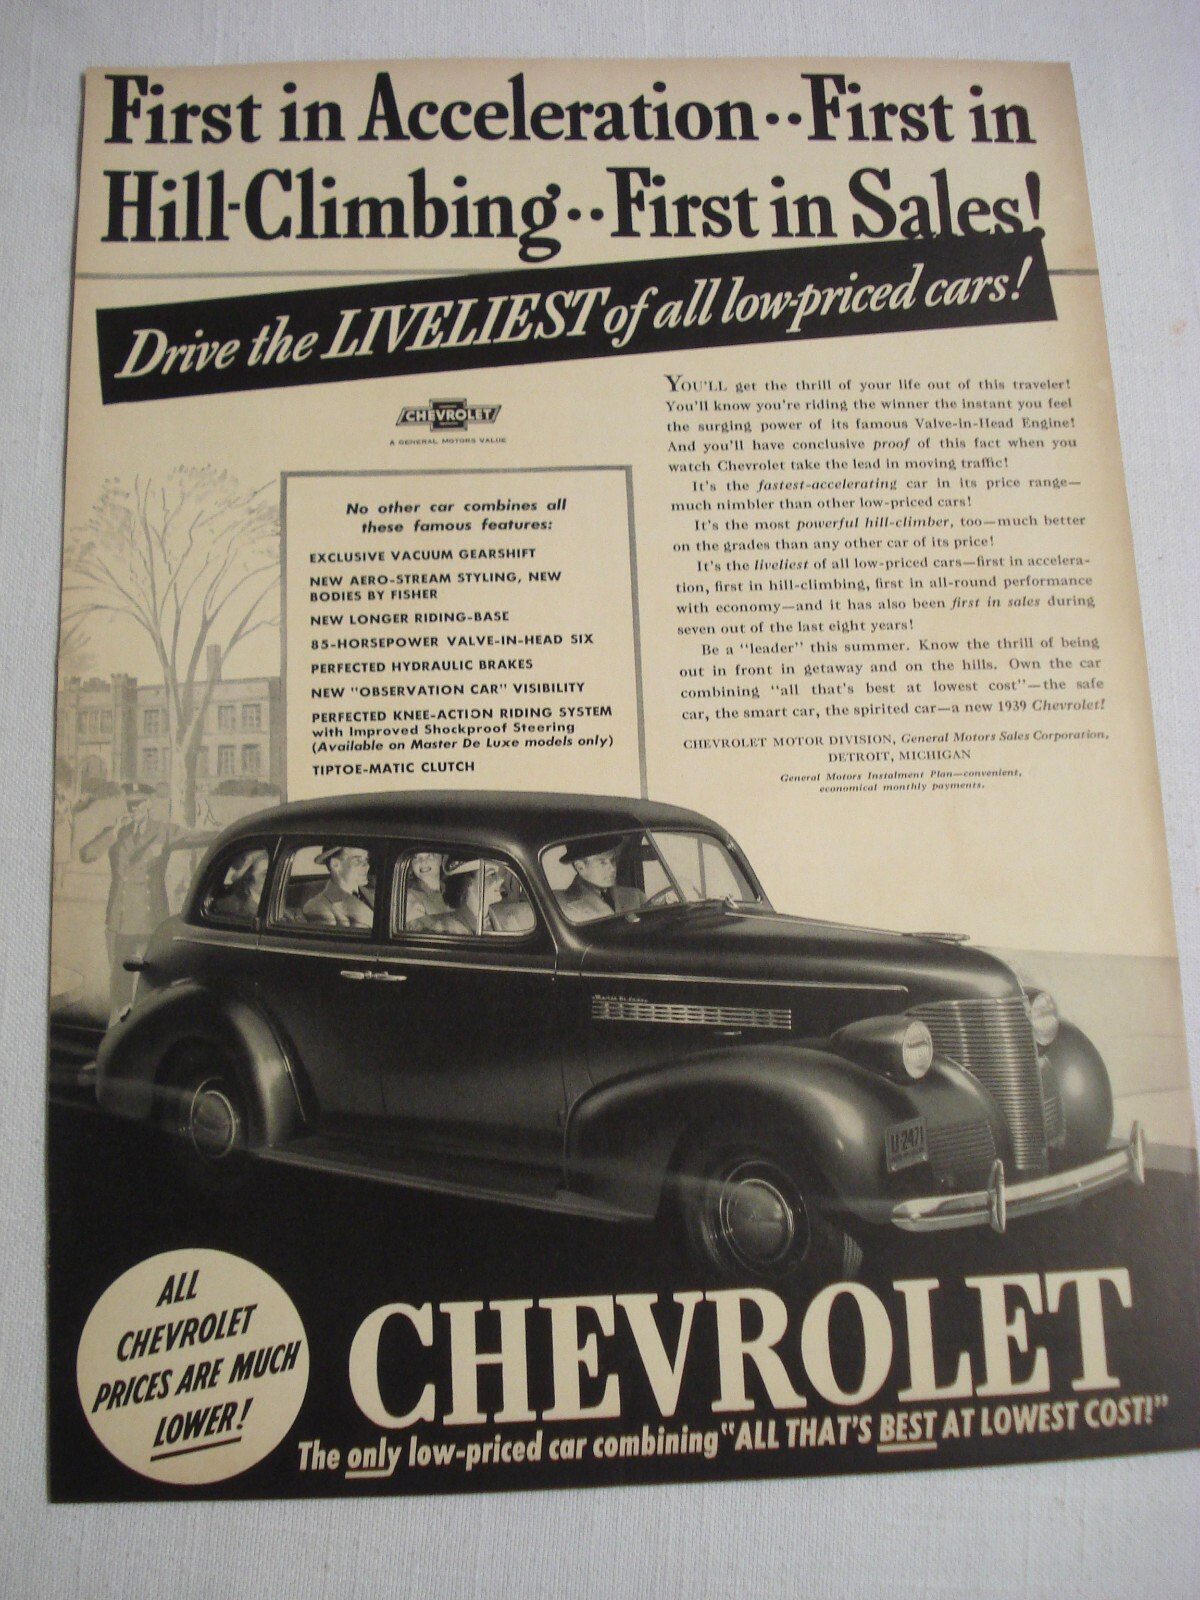 First in Acceleration··First in
Hill-Climbing··First in Sales!
Drive the LIVELIEST of all low-priced cars!
CHEVROLET
A GENERAL MOTORS VALUE
No other car combines all
these famous features:
EXCLUSIVE VACUUM GEARSHIFT
NEW AERO-STREAM STYLING, NEW
BODIES BY FISHER
NEW LONGER RIDING-BASE
85-HORSEPOWER VALVE-IN-HEAD SIX
PERFECTED HYDRAULIC BRAKES
NEW "OBSERVATION CAR" VISIBILITY
PERFECTED KNEE-ACTION RIDING SYSTEM
with Improved Shockproof Steering
(Available on Master De Luxe models only)
TIPTOE-MATIC CLUTCH
YOU'LL get the thrill of your life out of this traveler!
You'll know you're riding the winner the instant you feel
the surging power of its famous Valve-in-Head Engine!
And you'll have conclusive proof of this fact when you
watch Chevrolet take the lead in moving traffic!
It's the fastest-accelerating car in its price range—
much nimbler than other low-priced cars!
It's the most powerful hill-climber, too—much better
on the grades than any other car of its price!
It's the liveliest of all low-priced cars—first in accelera-
tion, first in hill-climbing, first in all-round performance
with economy—and it has also been first in sales during
seven out of the last eight years!
Be a "leader" this summer. Know the thrill of being
out in front in getaway and on the hills. Own the car
combining "all that's best at lowest cost"—the safe
car, the smart car, the spirited car—a new 1939 Chevrolet!
CHEVROLET MOTOR DIVISION, General Motors Sales Corporation,
DETROIT, MICHIGAN
General Motors Instalment Plan—convenient,
economical monthly payments.
Master De Luxe
U-2471
ALL
CHEVROLET
PRICES ARE MUCH
LOWER!
CHEVROLET
The only low-priced car combining "ALL THAT'S BEST AT LOWEST COST!"